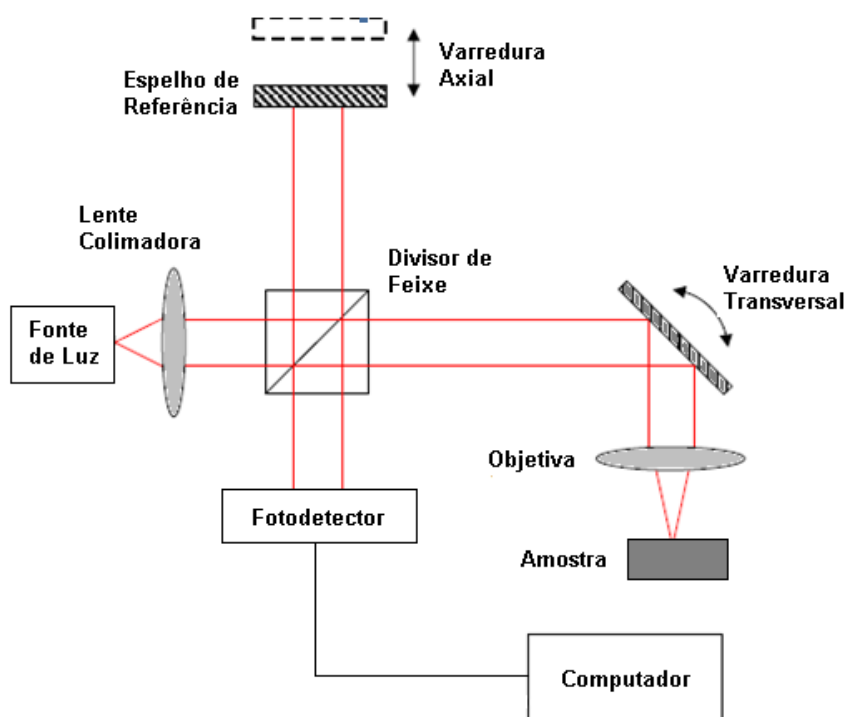 Varredura
Axial
Espelho de
Referência
Lente
Colimadora
Divisor de
Feixe
Varredura
Transversal
Fonte
de Luz
Objetiva
Fotodetector
Amostra
Computador